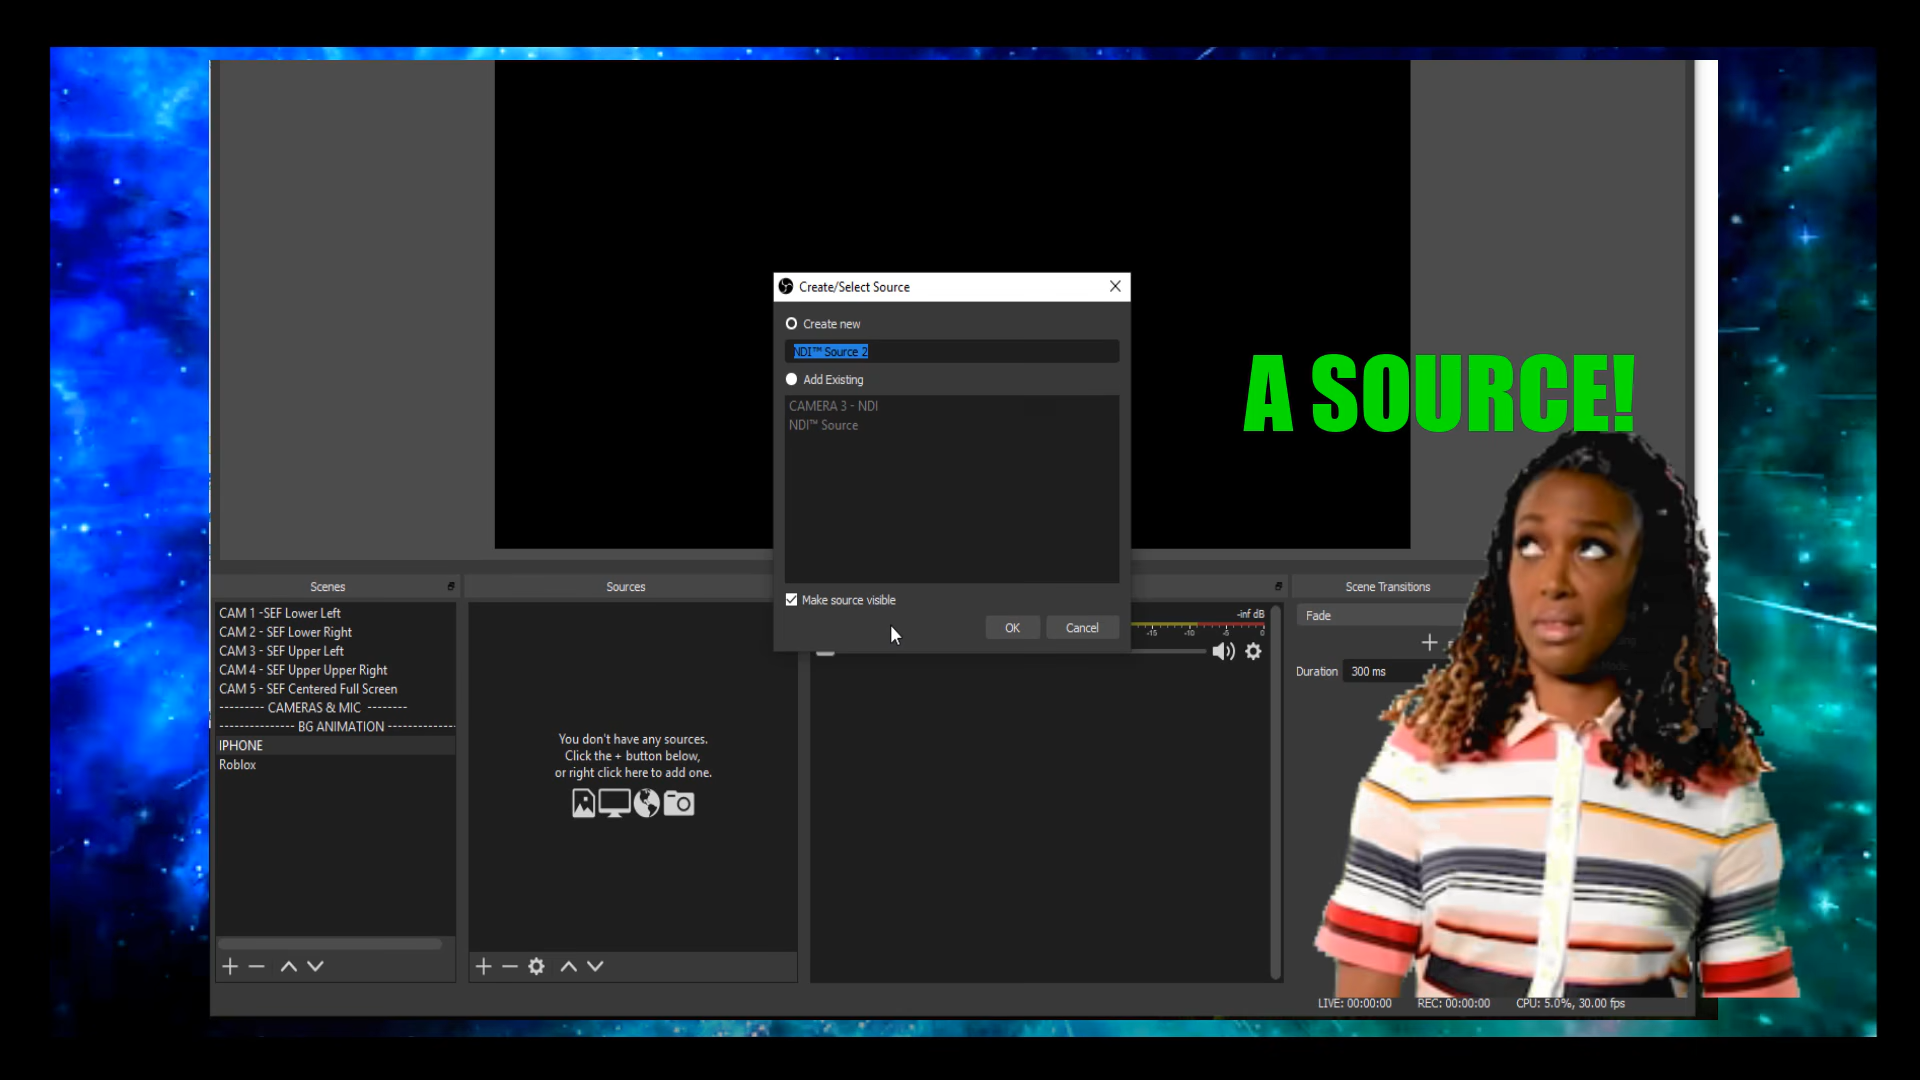 Create/Select Source
Create new
NDI™ Source 2
Add Existing
CAMERA 3 - NDI
NDI™ Source
Make source visible
OK
Cancel
A SOURCE!
Scenes
CAM 1 -SEF Lower Left
CAM 2 - SEF Lower Right
CAM 3 - SEF Upper Left
CAM 4 - SEF Upper Upper Right
CAM 5 - SEF Centered Full Screen
--------- CAMERAS & MIC --------
--------------- BG ANIMATION -------------
IPHONE
Roblox
Sources
You don't have any sources.
Click the + button below,
or right click here to add one.
-inf dB
-15 -10 -5 0
Scene Transitions
Fade
Duration 300 ms
LIVE: 00:00:00 REC: 00:00:00 CPU: 5.0%, 30.00 fps